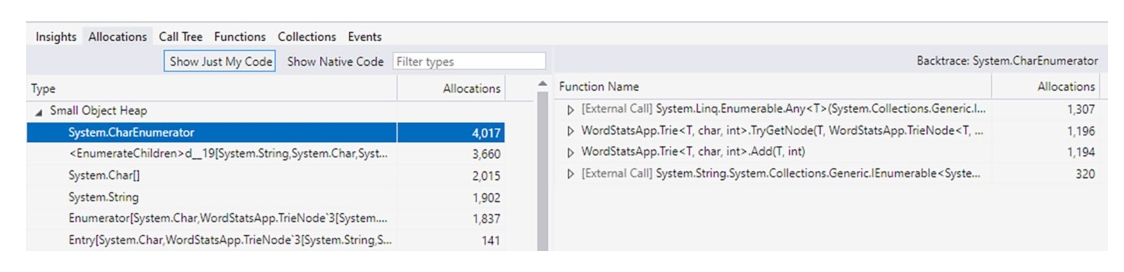 Insights Allocations Call Tree Functions Collections Events
Show Just My Code Show Native Code Filter types
Backtrace: System.CharEnumerator
Type Allocations
Small Object Heap
System.CharEnumerator 4,017
<EnumerateChildren>d__19[System.String,System.Char,Syst... 3,660
System.Char[] 2,015
System.String 1,902
Enumerator[System.Char,WordStatsApp.TrieNode`3[System.... 1,837
Entry[System.Char,WordStatsApp.TrieNode`3[System.String,S... 141
Function Name Allocations
[External Call] System.Linq.Enumerable.Any<T>(System.Collections.Generic.I... 1,307
WordStatsApp.Trie<T, char, int>.TryGetNode(T, WordStatsApp.TrieNode<T, ... 1,196
WordStatsApp.Trie<T, char, int>.Add(T, int) 1,194
[External Call] System.String.System.Collections.Generic.IEnumerable<Syste... 320